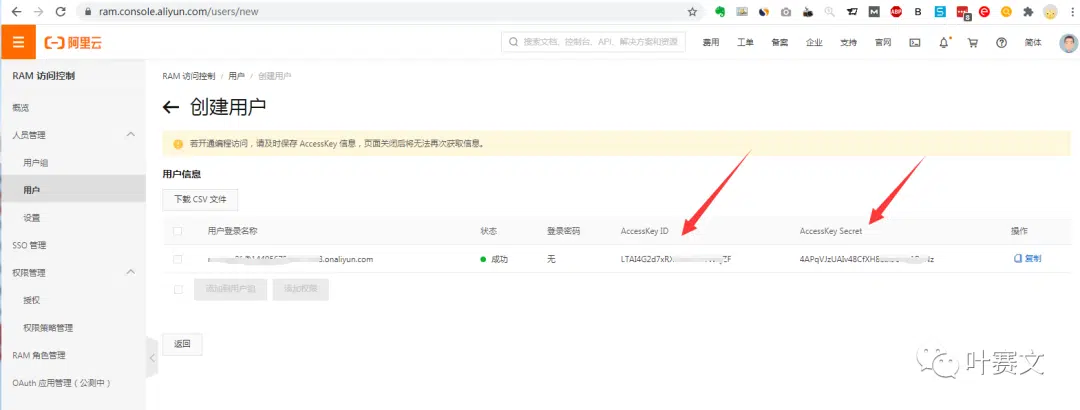 ram.console.aliyun.com/users/new
阿里云
搜索文档、控制台、API、解决方案和资源
费用 工单 备案 企业 支持 官网 简体
RAM 访问控制
RAM 访问控制 / 用户 / 创建用户
← 创建用户
概览
人员管理
用户组
用户
设置
SSO 管理
权限管理
授权
权限策略管理
RAM 角色管理
OAuth 应用管理（公测中）
若开通编程访问，请及时保存 AccessKey 信息，页面关闭后将无法再次获取信息。
用户信息
下载 CSV 文件
用户登录名称 状态 登录密码 AccessKey ID AccessKey Secret 操作
.onaliyun.com 成功 无 复制
添加到用户组 添加权限
返回
叶赛文